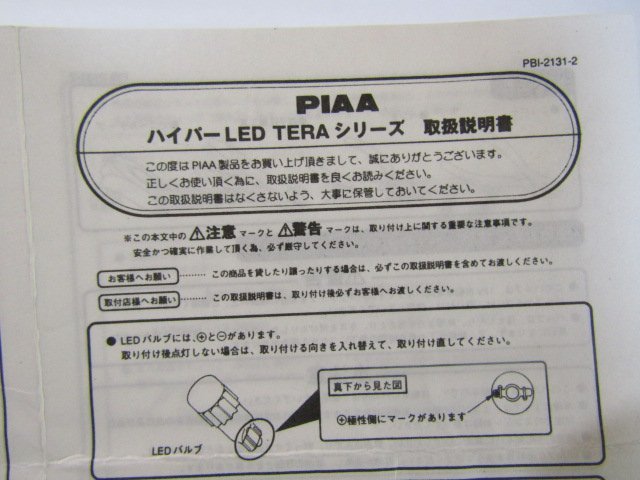 PBI-2131-2
PIAA
ハイパーLED TERAシリーズ 取扱説明書
この度はPIAA製品をお買い上げ頂きまして、誠にありがとうございます。
正しくお使い頂く為に、取扱説明書を良くお読みください。
この取扱説明書はなくさないよう、大事に保管しておいてください。
※この本文中の⚠注意マークと⚠警告マークは、取り付け上に関する重要な注意事項です。
安全かつ確実に作業して頂く為、必ず厳守してください。
お客様へお願い ……… この商品を貸したり譲ったりする場合は、必ずこの取扱説明書を含めてお渡しください。
取付店様へお願い ……… この取扱説明書は、取り付け後必ずお客様へお渡しください。
● LEDバルブには、⊕と⊖があります。
取り付け後点灯しない場合は、取り付ける向きを入れ替えて、取り付け直してください。
真下から見た図
⊕極性側にマークがあります
LEDバルブ